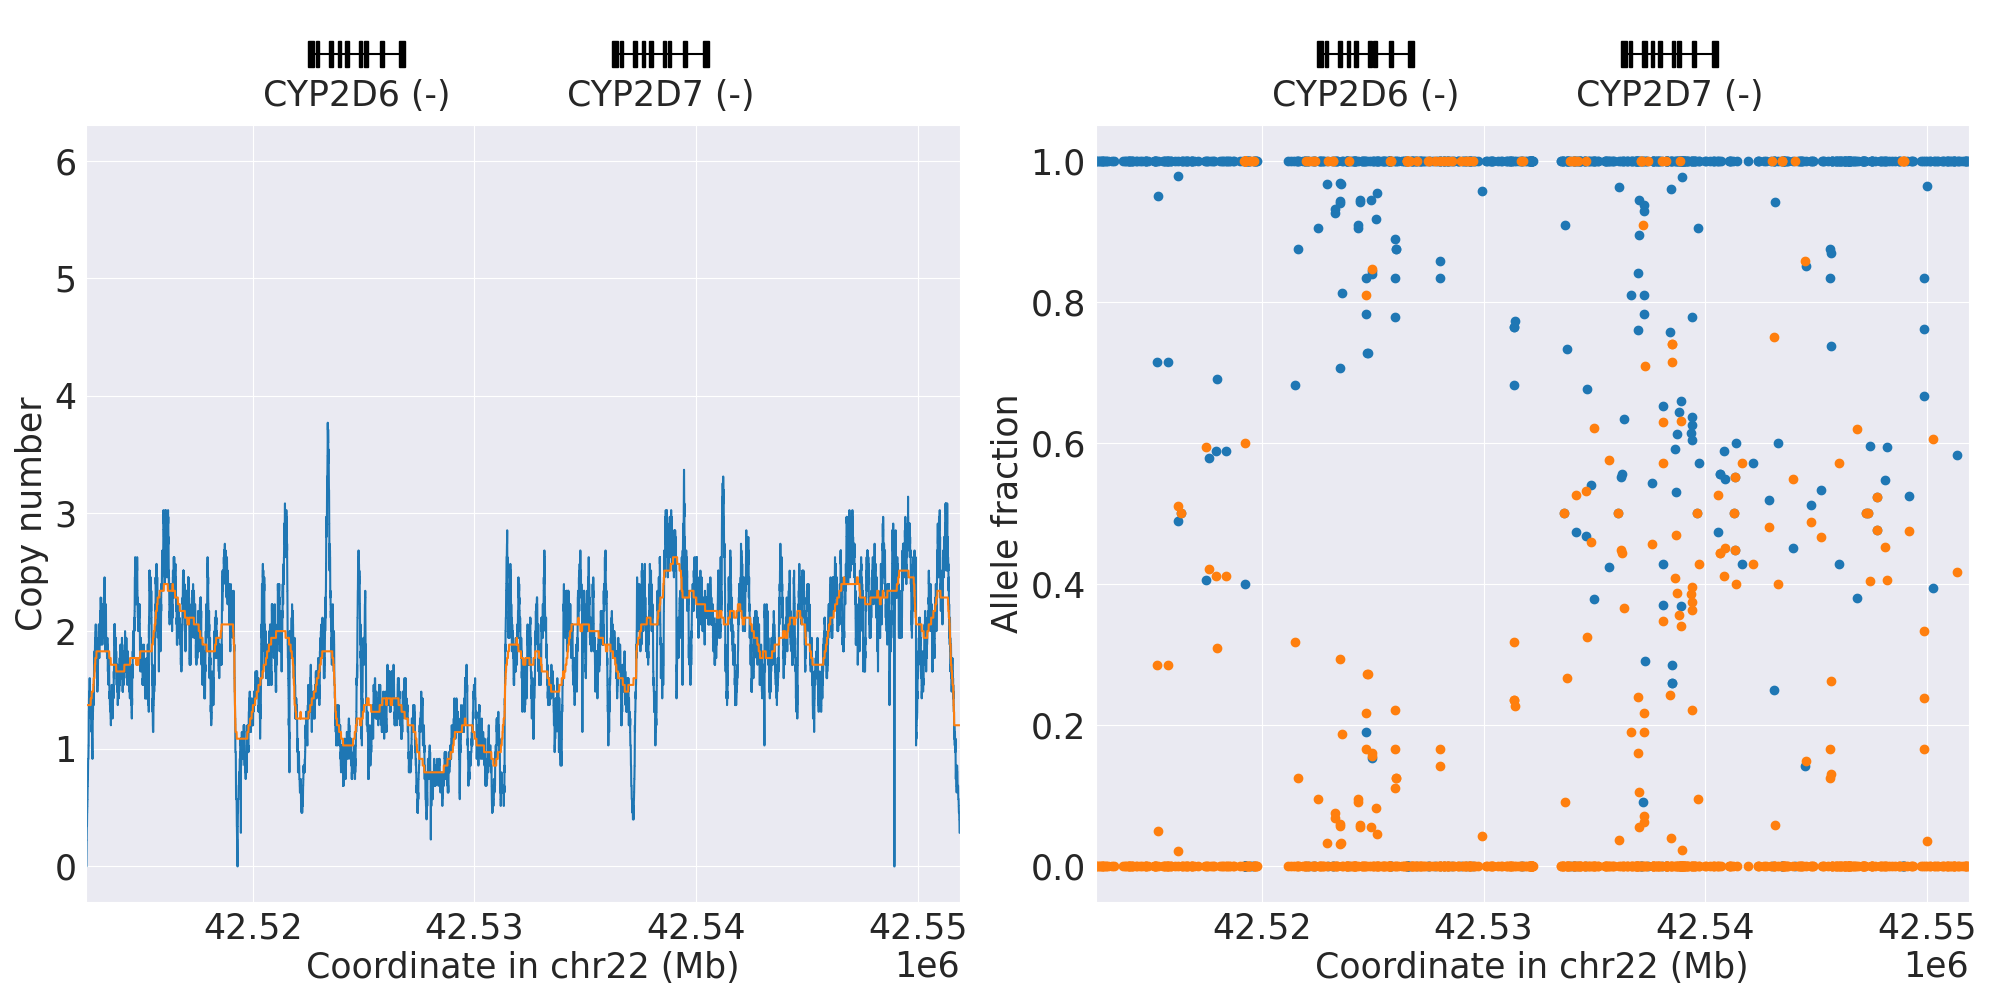 CYP2D6 (-) CYP2D7 (-)
6
5
4
3
2
1
0
Copy number
42.52 42.53 42.54 42.55
Coordinate in chr22 (Mb)
1e6
CYP2D6 (-) CYP2D7 (-)
1.0
0.8
0.6
0.4
0.2
0.0
Allele fraction
42.52 42.53 42.54 42.55
Coordinate in chr22 (Mb)
1e6